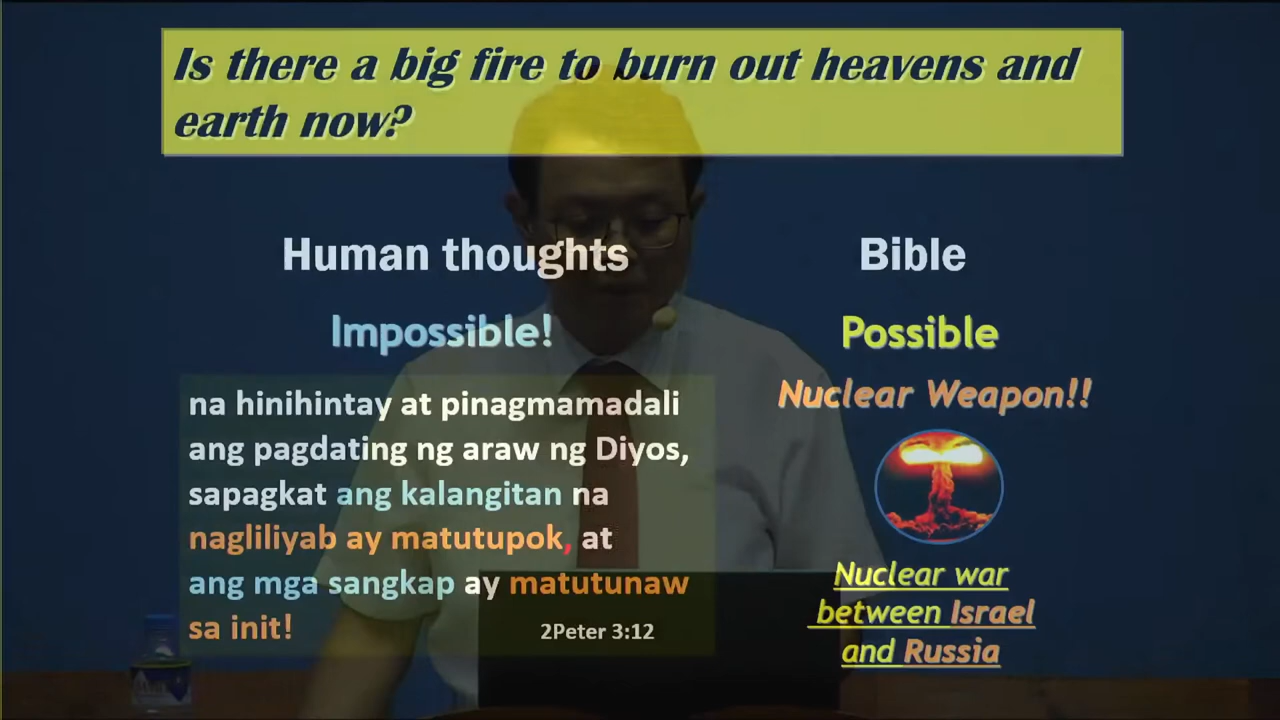 Is there a big fire to burn out heavens and
earth now?
Human thoughts
Impossible!
na hinihintay at pinagmamadali
ang pagdating ng araw ng Diyos,
sapagkat ang kalangitan na
nagliliyab ay matutupok, at
ang mga sangkap ay matutunaw
sa init!
2Peter 3:12
Bible
Possible
Nuclear Weapon!!
Nuclear war
between Israel
and Russia